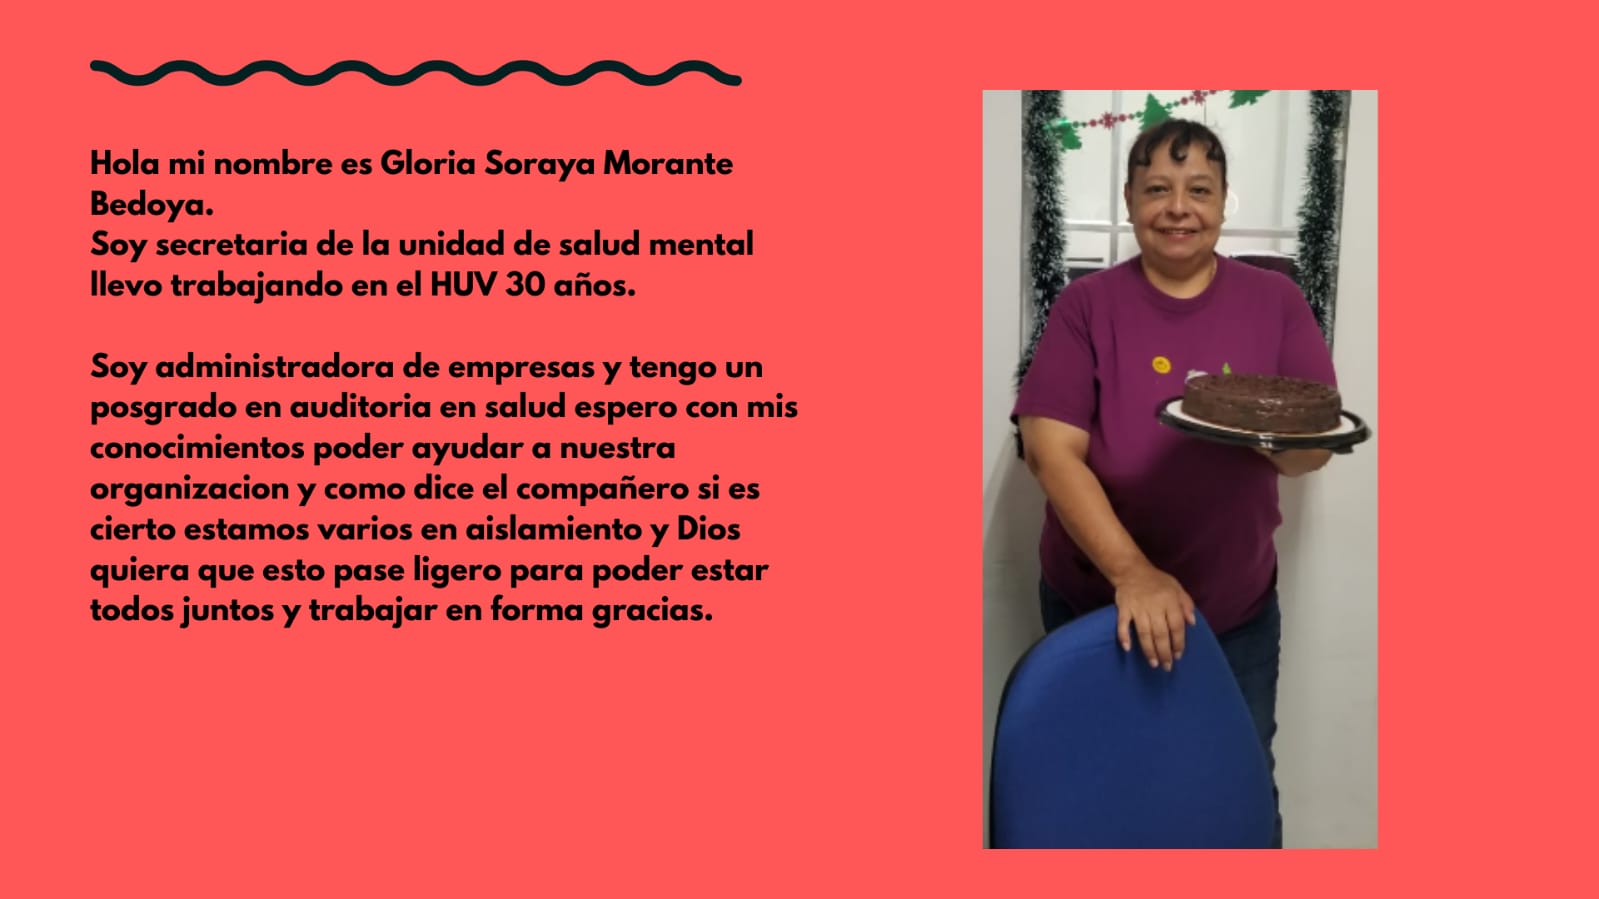 Hola mi nombre es Gloria Soraya Morante
Bedoya.
Soy secretaria de la unidad de salud mental
llevo trabajando en el HUV 30 años.
Soy administradora de empresas y tengo un
posgrado en auditoria en salud espero con mis
conocimientos poder ayudar a nuestra
organizacion y como dice el compañero si es
cierto estamos varios en aislamiento y Dios
quiera que esto pase ligero para poder estar
todos juntos y trabajar en forma gracias.